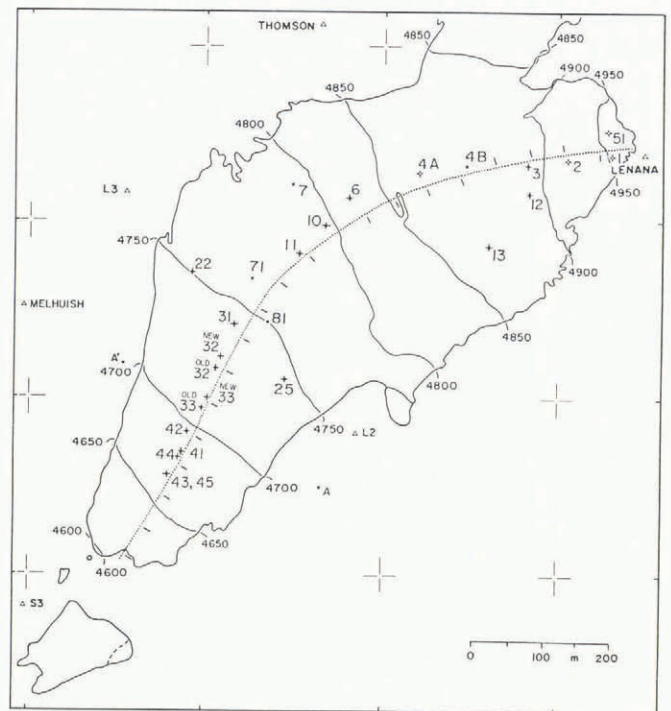 THOMSON
4850
4850
4900
4950
4850
4800
51
4A
4B
1
LENANA
3
2
L3
7
6
4950
12
10
4750
11
13
22
71
4900
MELHUISH
31
81
4850
NEW
32
A'
OLD
32
4700
NEW
OLD
33
33
25
4800
42
4750
L2
4650
44
41
43,45
4700
A
4600
4650
4600
S3
0 100 m 200